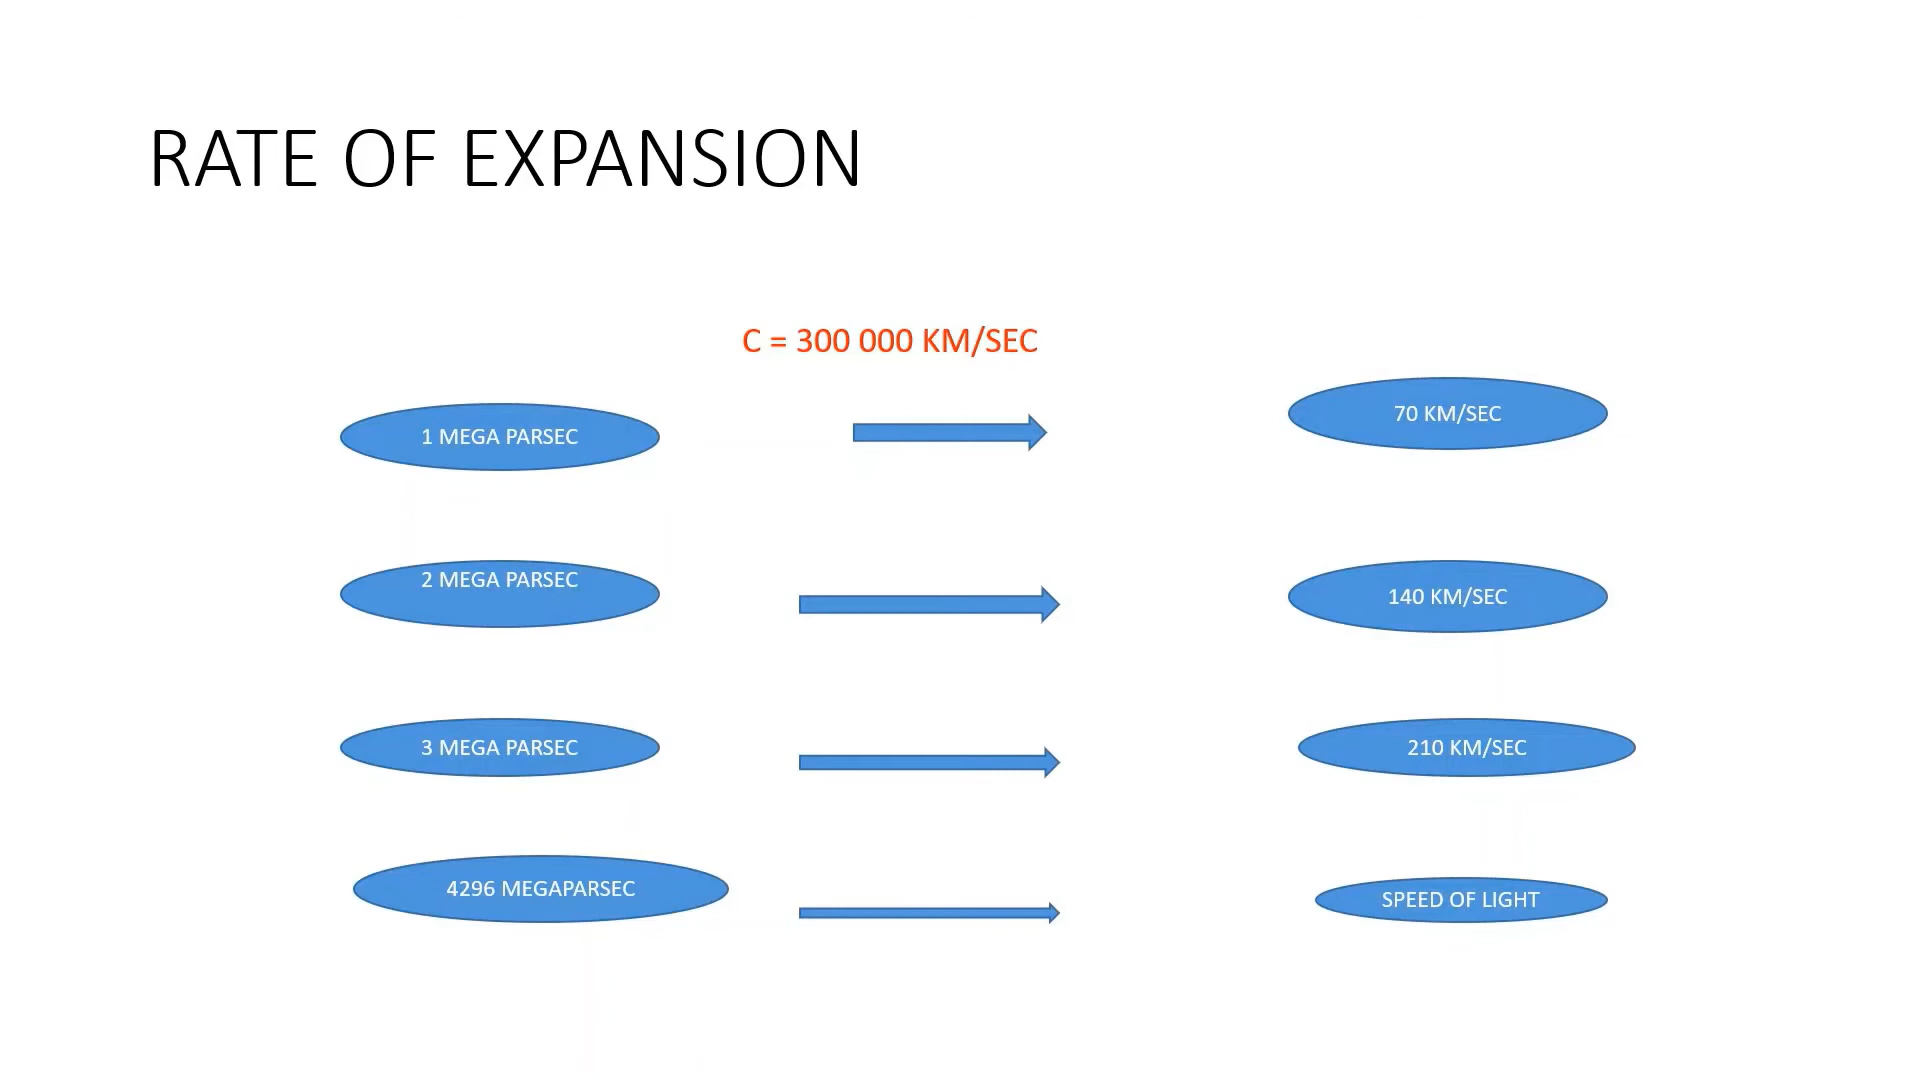 RATE OF EXPANSION
C = 300 000 KM/SEC
1 MEGA PARSEC
70 KM/SEC
2 MEGA PARSEC
140 KM/SEC
3 MEGA PARSEC
210 KM/SEC
4296 MEGAPARSEC
SPEED OF LIGHT